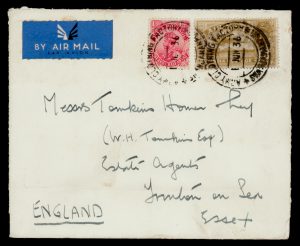 BY AIR MAIL
Messrs Tomkins Homer & Ley
(W. H. Tomkins Esq)
Estate Agents
Frinton on Sea
Essex
ENGLAND